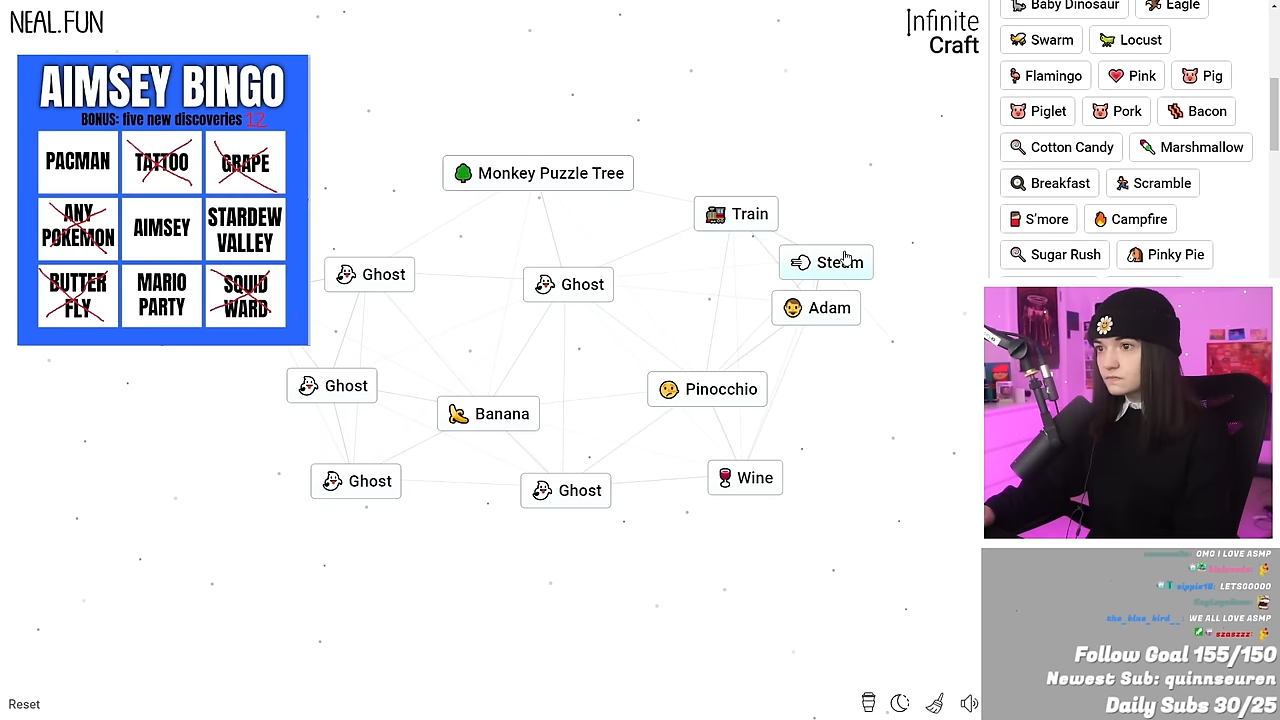 NEAL.FUN
Infinite
Craft
AIMSEY BINGO
BONUS: five new discoveries 12
PACMAN
TATTOO
GRAPE
ANY
POKEMON
AIMSEY
STARDEW
VALLEY
BUTTER
FLY
MARIO
PARTY
SQUID
WARD
Monkey Puzzle Tree
Train
Steam
Adam
Ghost
Ghost
Ghost
Banana
Pinocchio
Ghost
Ghost
Wine
Baby Dinosaur
Eagle
Swarm
Locust
Flamingo
Pink
Pig
Piglet
Pork
Bacon
Cotton Candy
Marshmallow
Breakfast
Scramble
S'more
Campfire
Sugar Rush
Pinky Pie
OMG I LOVE ASMP
LETSGOOOO
WE ALL LOVE ASMP
Follow Goal 155/150
Newest Sub: quinnseuren
Daily Subs 30/25
Reset